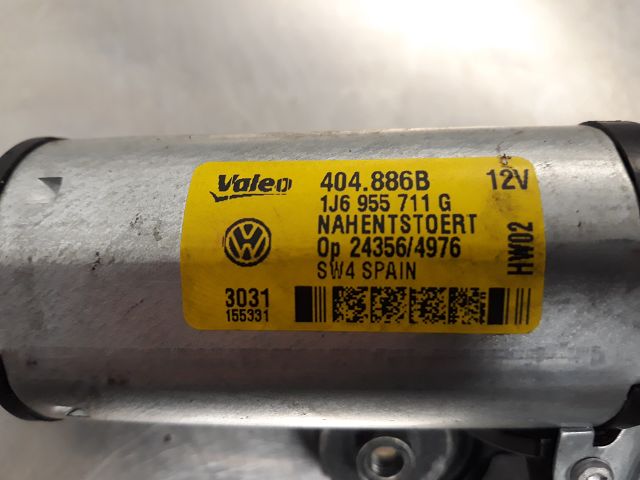 Valeo 404.886B 12V
1J6 955 711 G
NAHENTSTOERT
Op 24356/4976
SW4 SPAIN
HW02
3031
155331